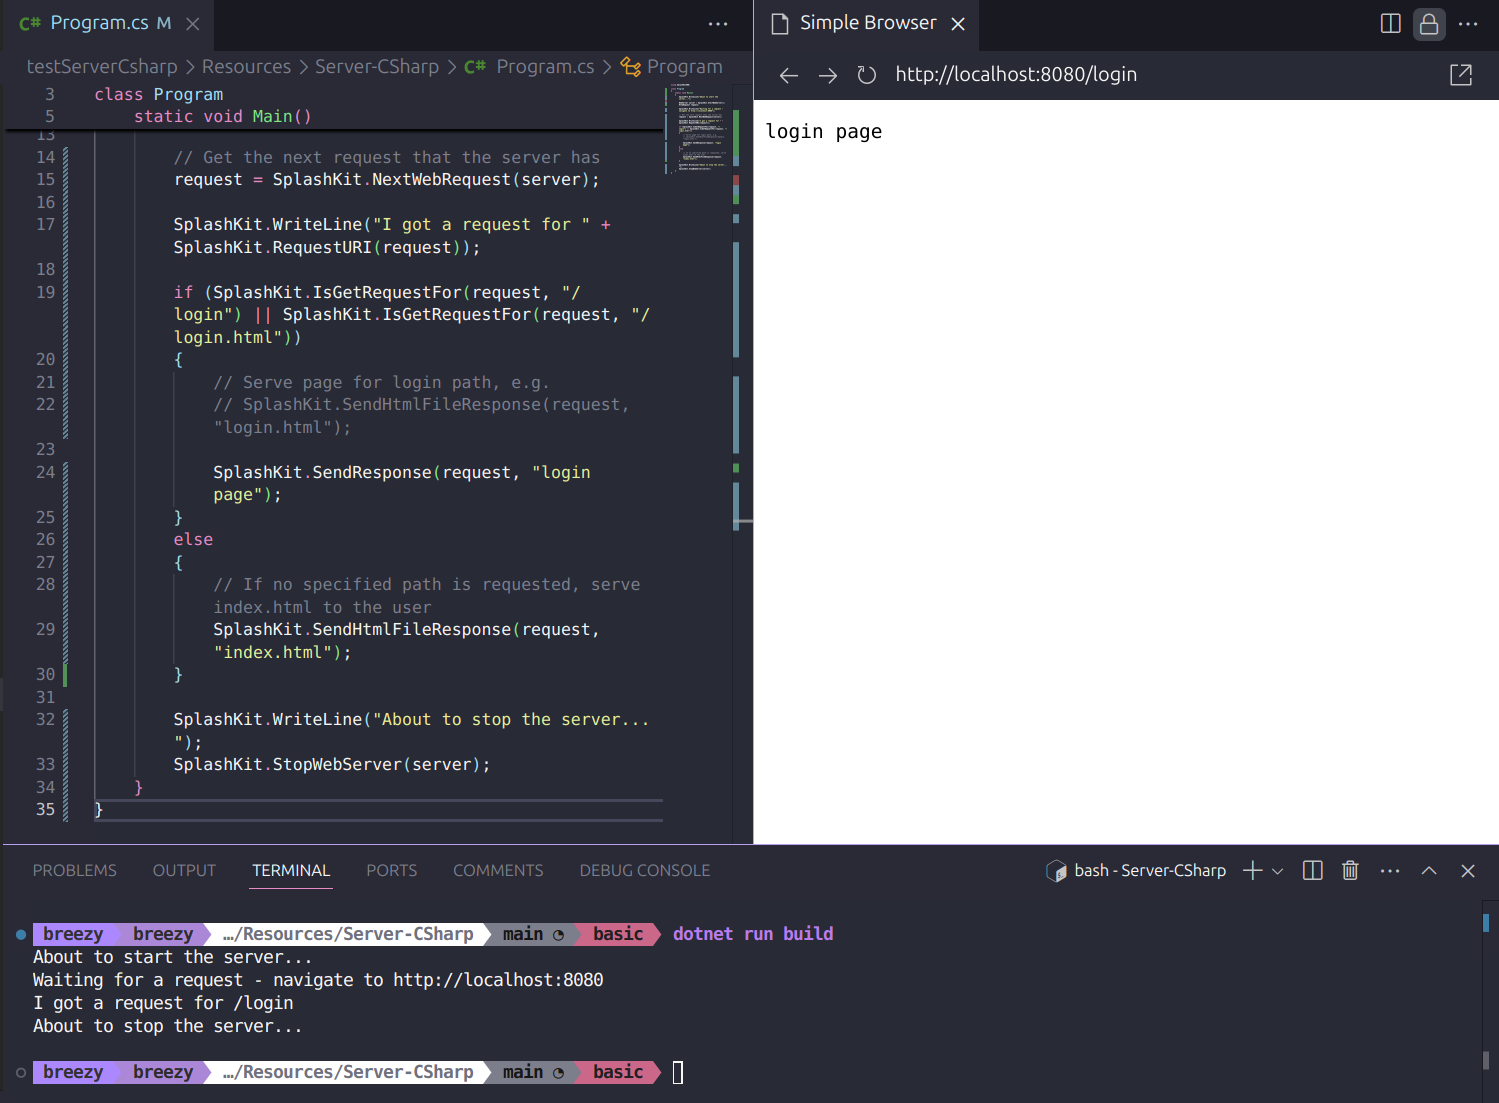 C# Program.cs M
testServerCsharp > Resources > Server-CSharp > C# Program.cs > Program
3 class Program
5 static void Main()
13
14 // Get the next request that the server has
15 request = SplashKit.NextWebRequest(server);
16
17 SplashKit.WriteLine("I got a request for " +
SplashKit.RequestURI(request));
18
19 if (SplashKit.IsGetRequestFor(request, "/
login") || SplashKit.IsGetRequestFor(request, "/
login.html"))
20 {
21 // Serve page for login path, e.g.
22 // SplashKit.SendHtmlFileResponse(request,
"login.html");
23
24 SplashKit.SendResponse(request, "login
page");
25 }
26 else
27 {
28 // If no specified path is requested, serve
index.html to the user
29 SplashKit.SendHtmlFileResponse(request,
"index.html");
30 }
31
32 SplashKit.WriteLine("About to stop the server...
");
33 SplashKit.StopWebServer(server);
34 }
35 }
Simple Browser
http://localhost:8080/login
login page
PROBLEMS OUTPUT TERMINAL PORTS COMMENTS DEBUG CONSOLE
bash - Server-CSharp
breezy breezy …/Resources/Server-CSharp main basic dotnet run build
About to start the server...
Waiting for a request - navigate to http://localhost:8080
I got a request for /login
About to stop the server...
breezy breezy …/Resources/Server-CSharp main basic